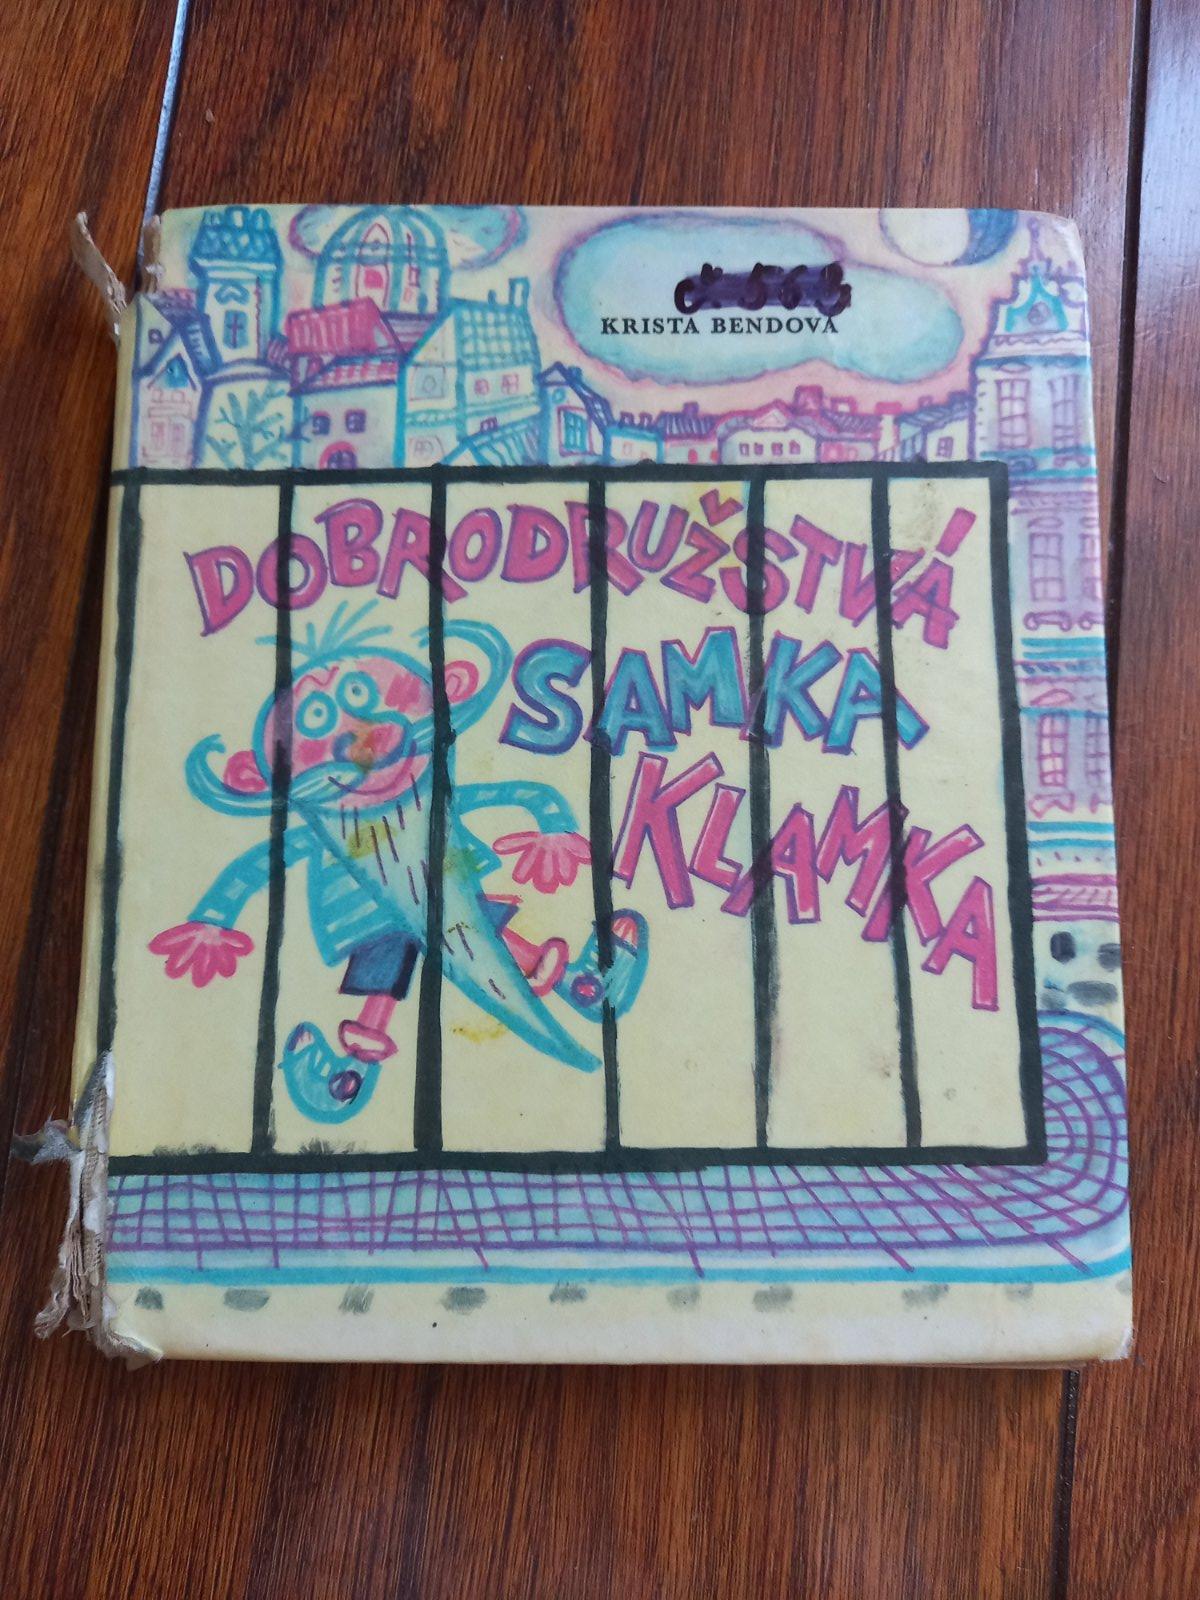 KRISTA BENDOVÁ
DOBRODRUŽSTVÁ
SAMKA
KLAMKA